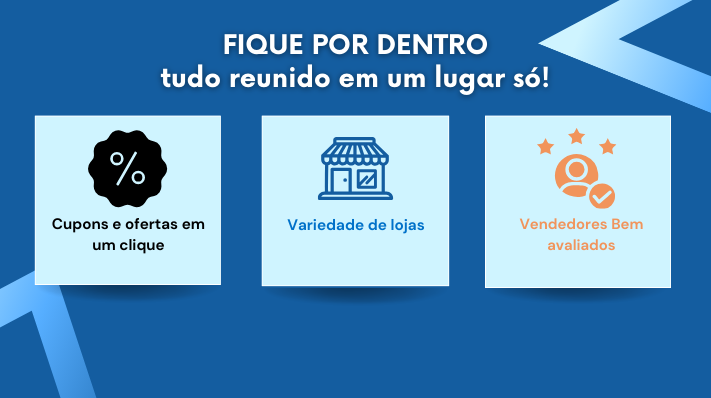 FIQUE POR DENTRO
tudo reunido em um lugar só!
%
Cupons e ofertas em
um clique
Variedade de lojas
Vendedores Bem
avaliados